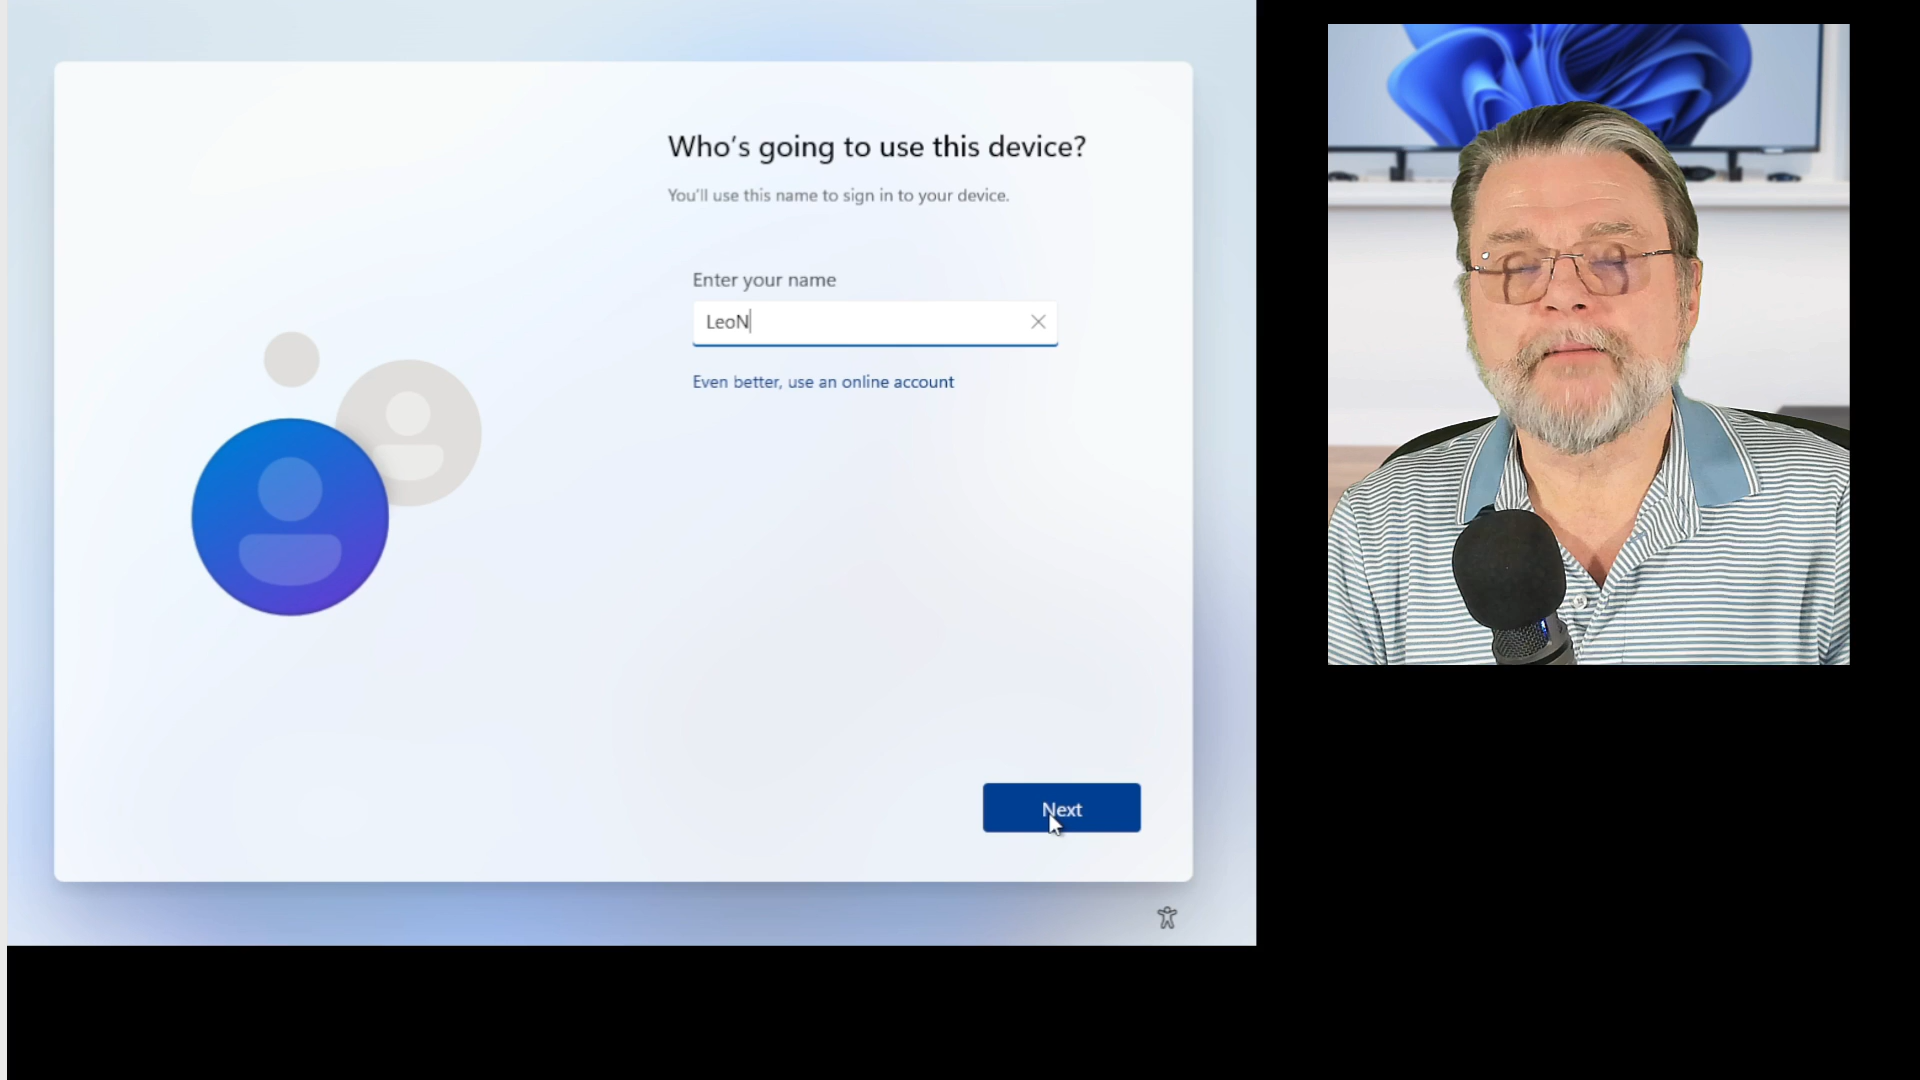 Who's going to use this device?
You'll use this name to sign in to your device.
Enter your name
LeoN
Even better, use an online account
Next